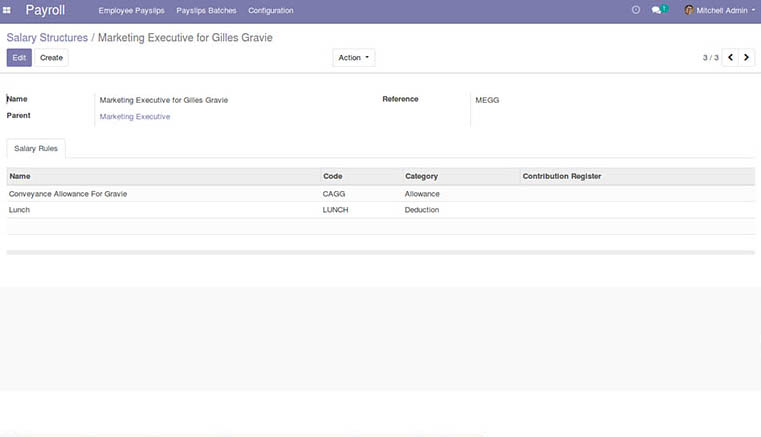 Payroll Employee Payslips Payslips Batches Configuration 1 Mitchell Admin
Salary Structures / Marketing Executive for Gilles Gravie
Edit Create Action 3 / 3
Name Marketing Executive for Gilles Gravie Reference MEGG
Parent Marketing Executive
Salary Rules
Name Code Category Contribution Register
Conveyance Allowance For Gravie CAGG Allowance
Lunch LUNCH Deduction